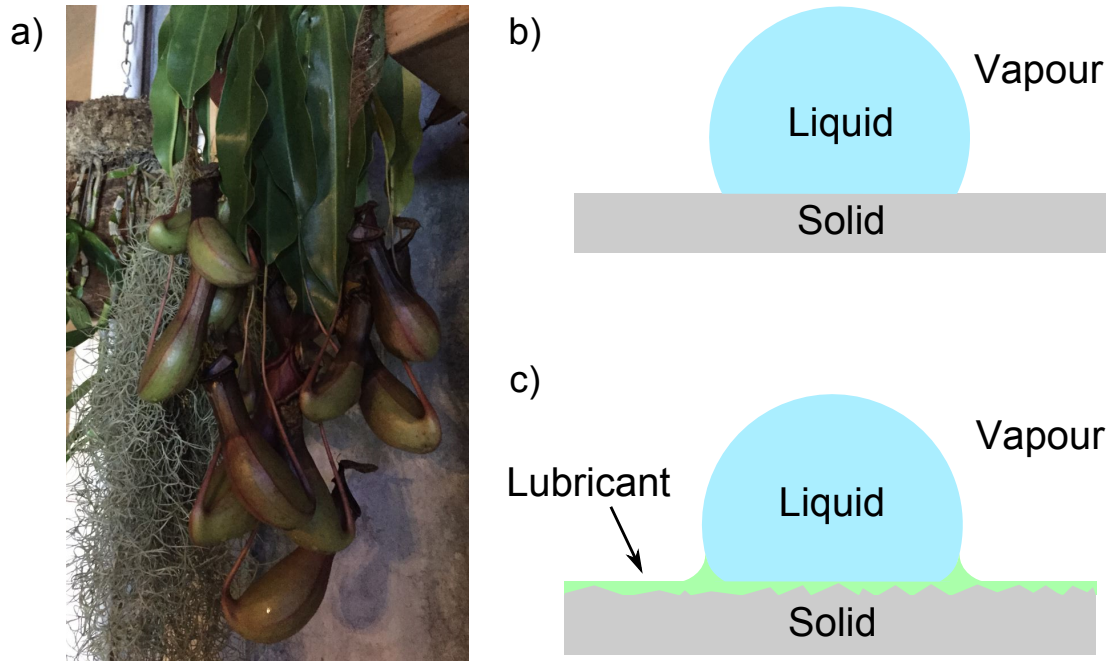 a)
b)
Vapour
Liquid
Solid
c)
Vapour
Lubricant
Liquid
Solid